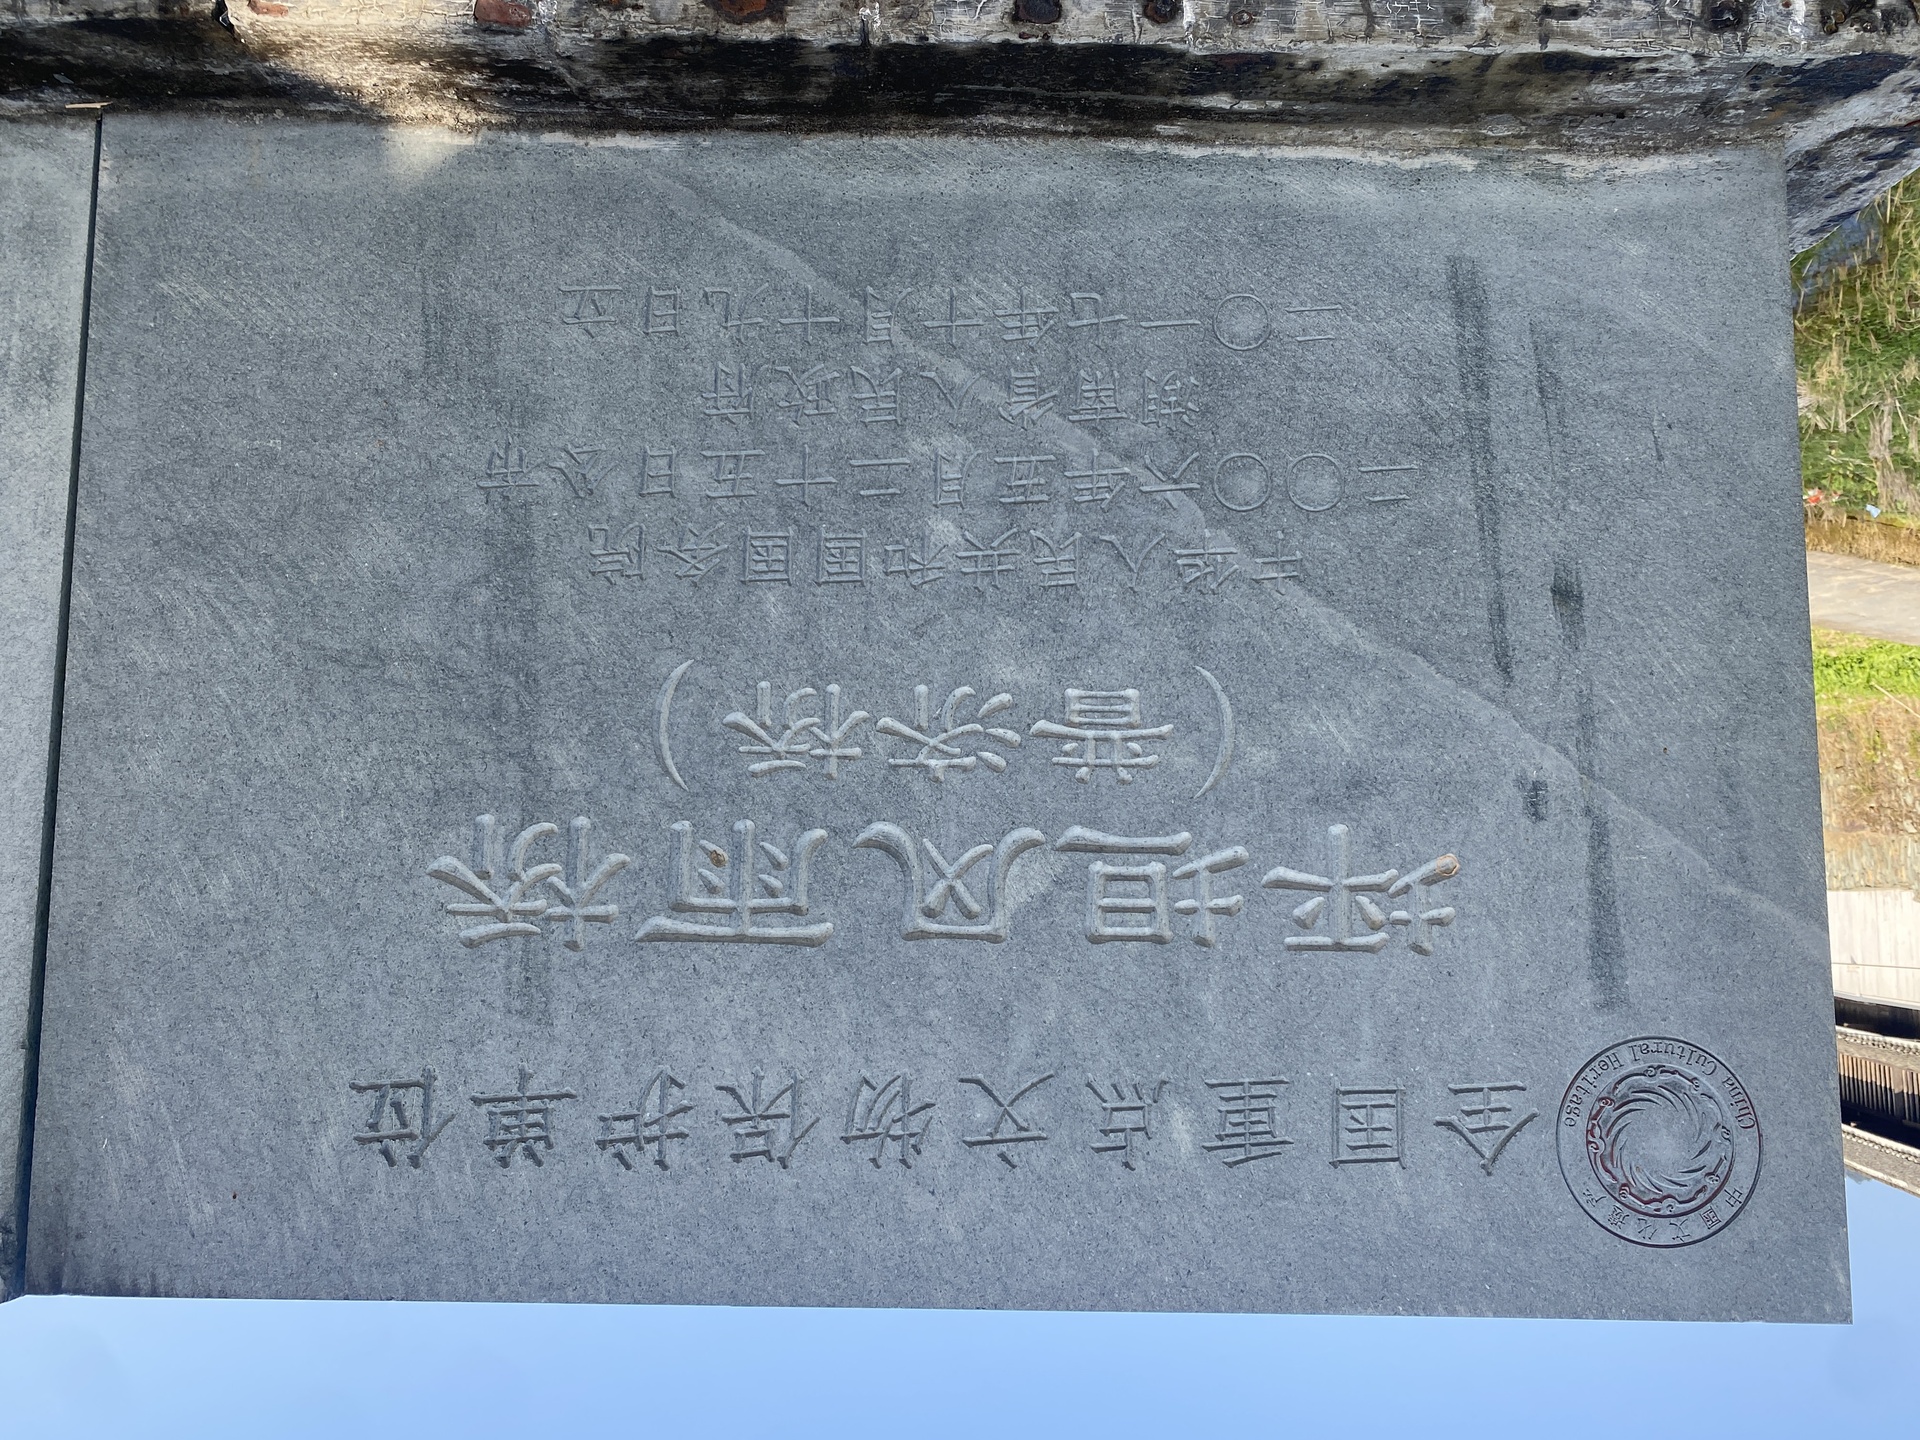 中国文化遗产
China Cultural Heritage
全国重点文物保护单位
坪坦风雨桥
（普济桥）
中华人民共和国国务院
二〇〇六年五月二十五日公布
湖南省人民政府
二〇一七年十月十九日立